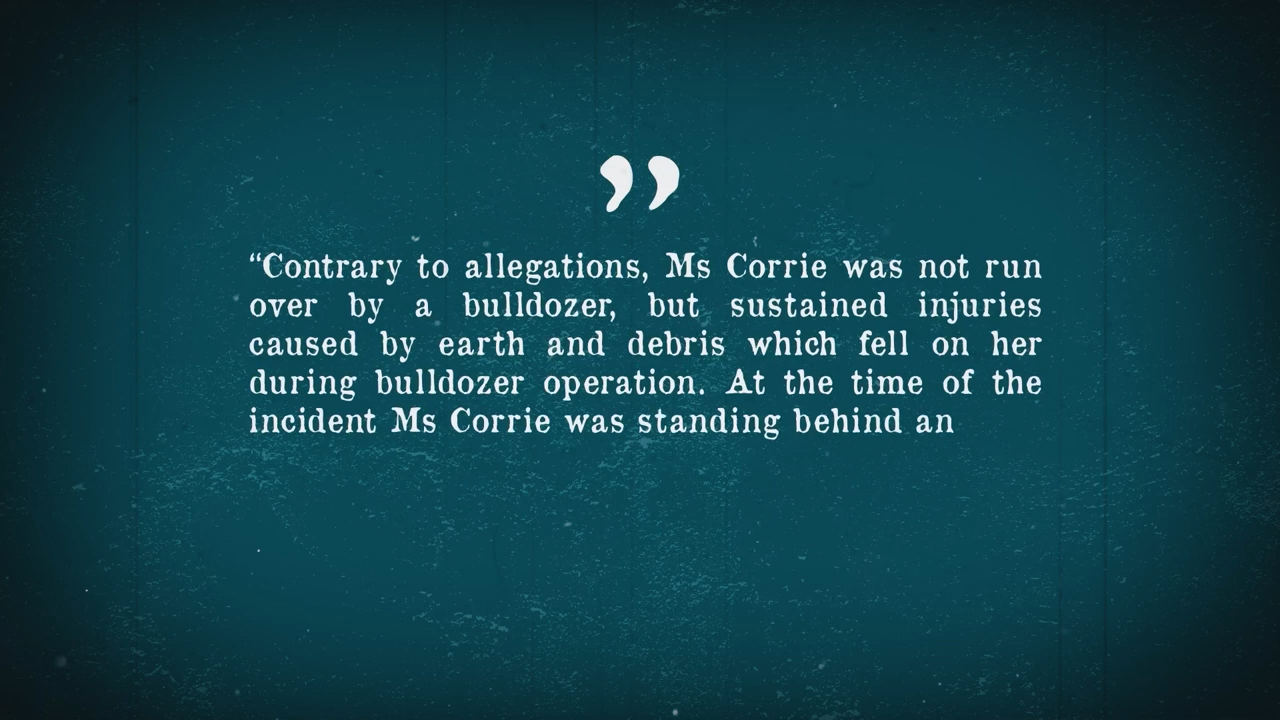 ”
“Contrary to allegations, Ms Corrie was not run
over by a bulldozer, but sustained injuries
caused by earth and debris which fell on her
during bulldozer operation. At the time of the
incident Ms Corrie was standing behind an